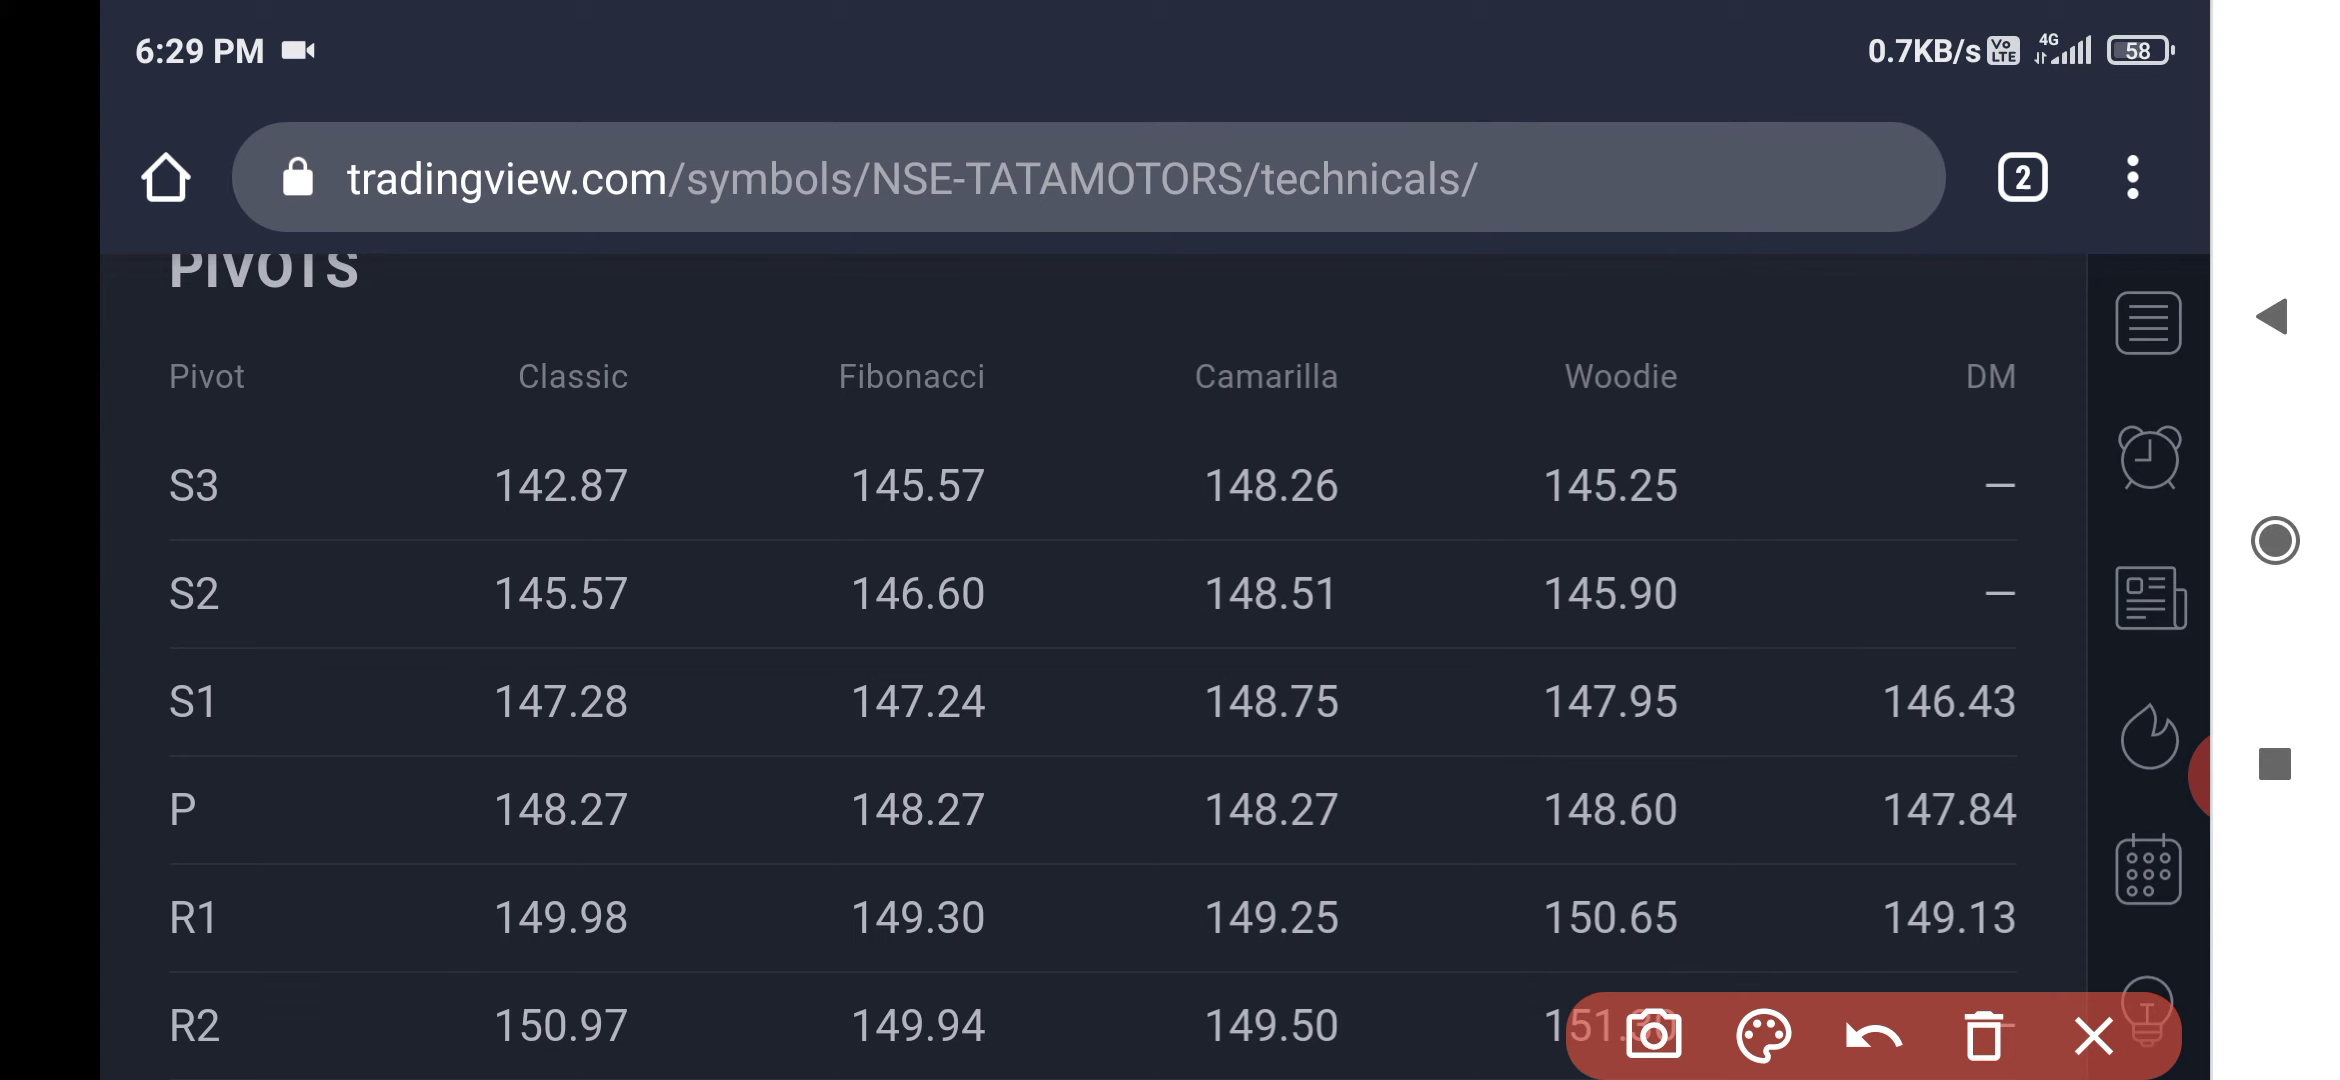 6:29 PM 0.7KB/s Vo LTE 4G 58
tradingview.com/symbols/NSE-TATAMOTORS/technicals/ 2
PIVOTS
Pivot Classic Fibonacci Camarilla Woodie DM
S3 142.87 145.57 148.26 145.25 —
S2 145.57 146.60 148.51 145.90 —
S1 147.28 147.24 148.75 147.95 146.43
P 148.27 148.27 148.27 148.60 147.84
R1 149.98 149.30 149.25 150.65 149.13
R2 150.97 149.94 149.50